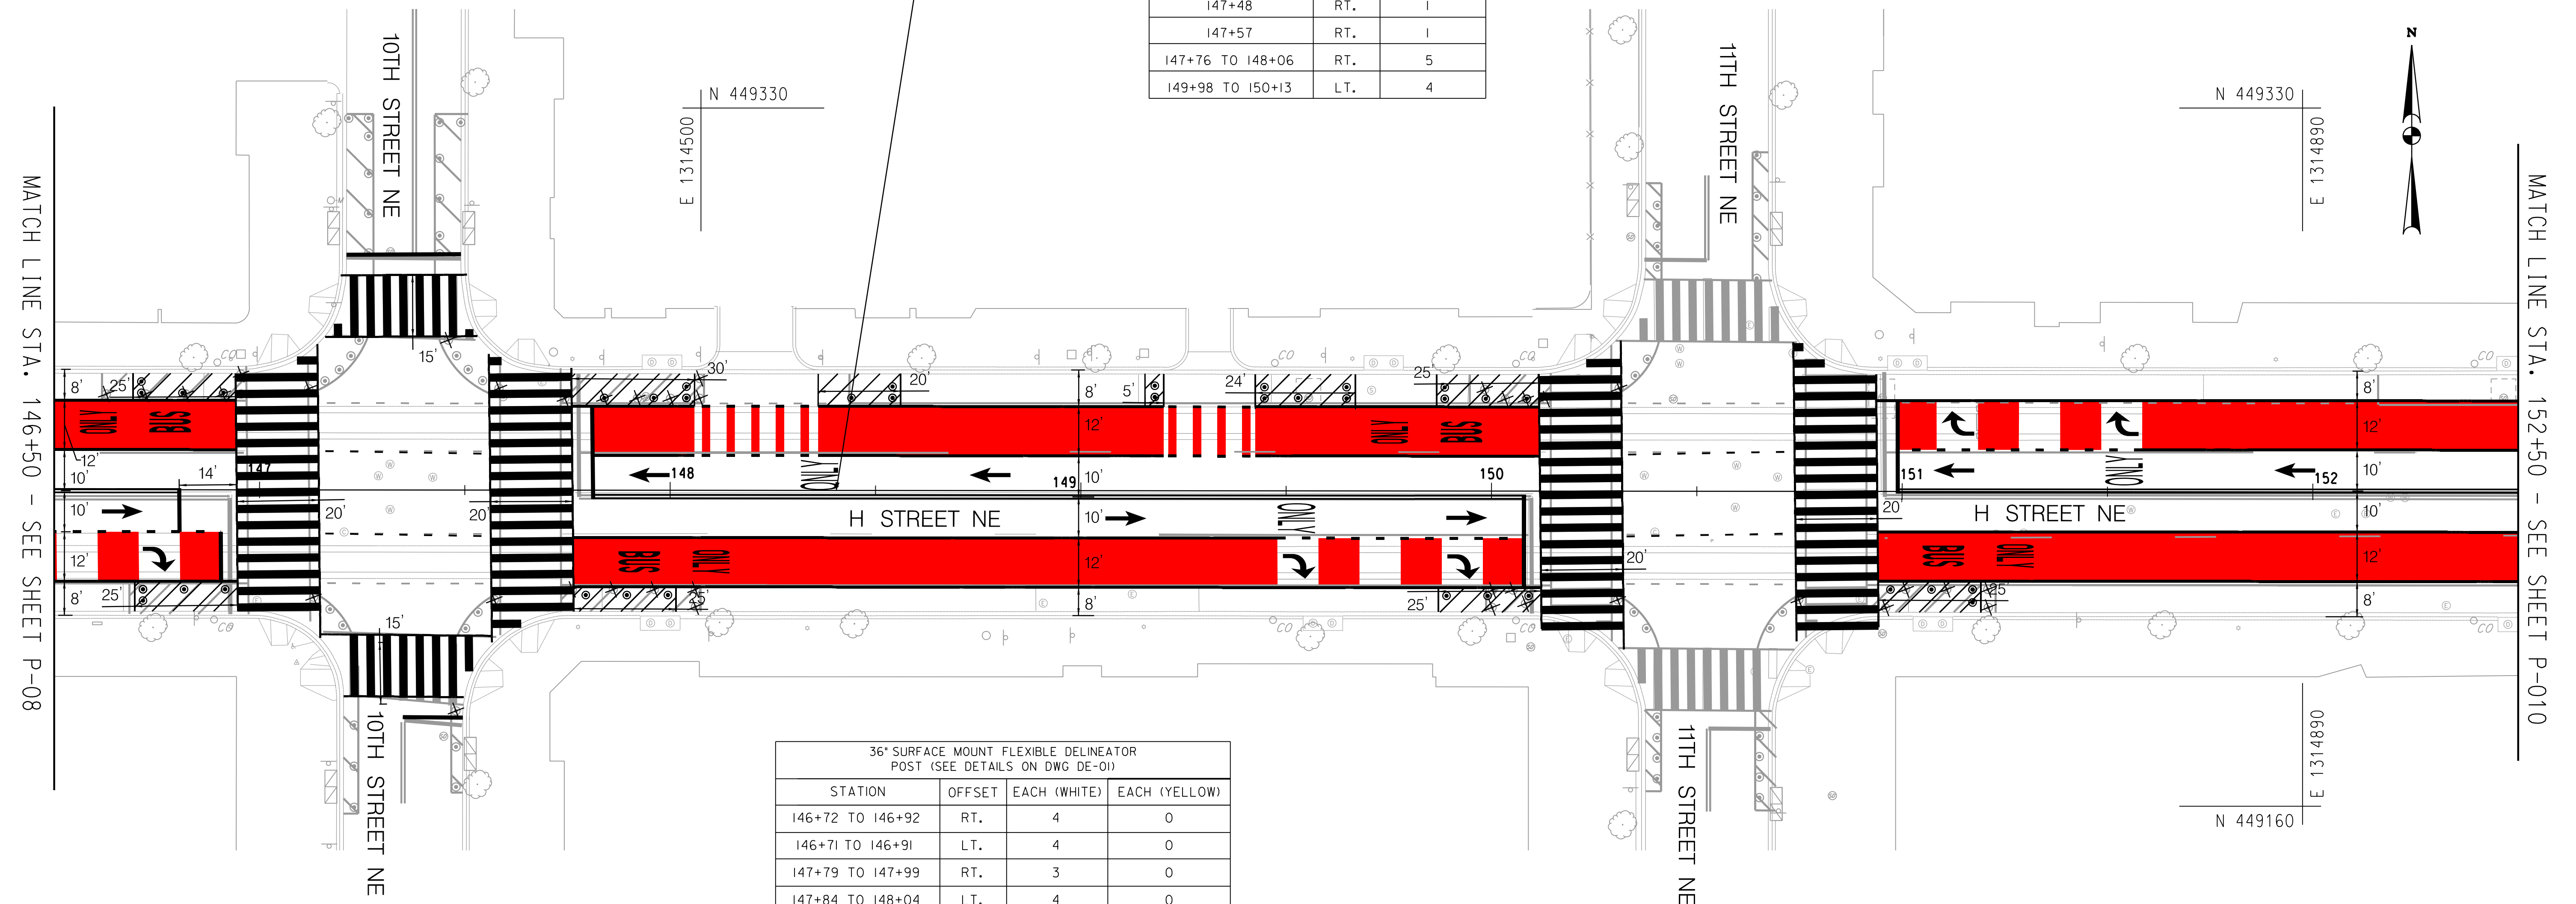 147+48 RT. 1
147+57 RT. 1
147+76 TO 148+06 RT. 5
149+98 TO 150+13 LT. 4
10TH STREET NE
11TH STREET NE
N 449330
E 1314500
N 449330
E 1314890
N
MATCH LINE STA. 146+50 - SEE SHEET P-08
MATCH LINE STA. 152+50 - SEE SHEET P-010
15'
8' 25' 30' 20' 5' 24' 25' 8' 8'
ONLY BUS 12' ONLY BUS 12' 12'
12'
10' 14' 147 148 ONLY 149 10' 150 151 ONLY 152 10'
10' 20' 20' H STREET NE 10' ONLY 20' H STREET NE 10'
12' BUS ONLY 12' 20' BUS ONLY 12'
8' 25' 25' 8' 25' 25' 8'
15'
10TH STREET NE
11TH STREET NE
E 1314890
N 449160
36" SURFACE MOUNT FLEXIBLE DELINEATOR
POST (SEE DETAILS ON DWG DE-01)
STATION OFFSET EACH (WHITE) EACH (YELLOW)
146+72 TO 146+92 RT. 4 0
146+71 TO 146+91 LT. 4 0
147+79 TO 147+99 RT. 3 0
147+84 TO 148+04 LT. 4 0